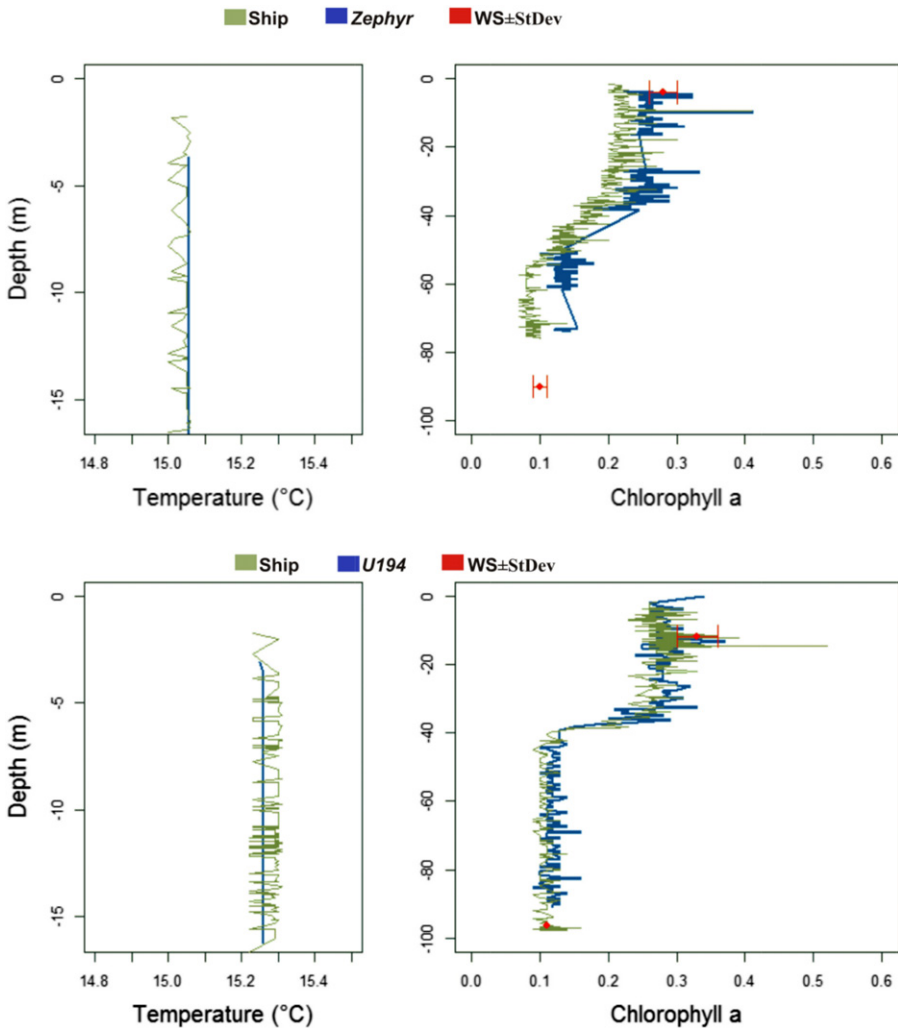 Ship Zephyr WS±StDev
Depth (m)
0
-5
-10
-15
14.8 15.0 15.2 15.4
Temperature (°C)
0
-20
-40
-60
-80
-100
0.0 0.1 0.2 0.3 0.4 0.5 0.6
Chlorophyll a
Ship U194 WS±StDev
Depth (m)
0
-5
-10
-15
14.8 15.0 15.2 15.4
Temperature (°C)
0
-20
-40
-60
-80
-100
0.0 0.1 0.2 0.3 0.4 0.5 0.6
Chlorophyll a